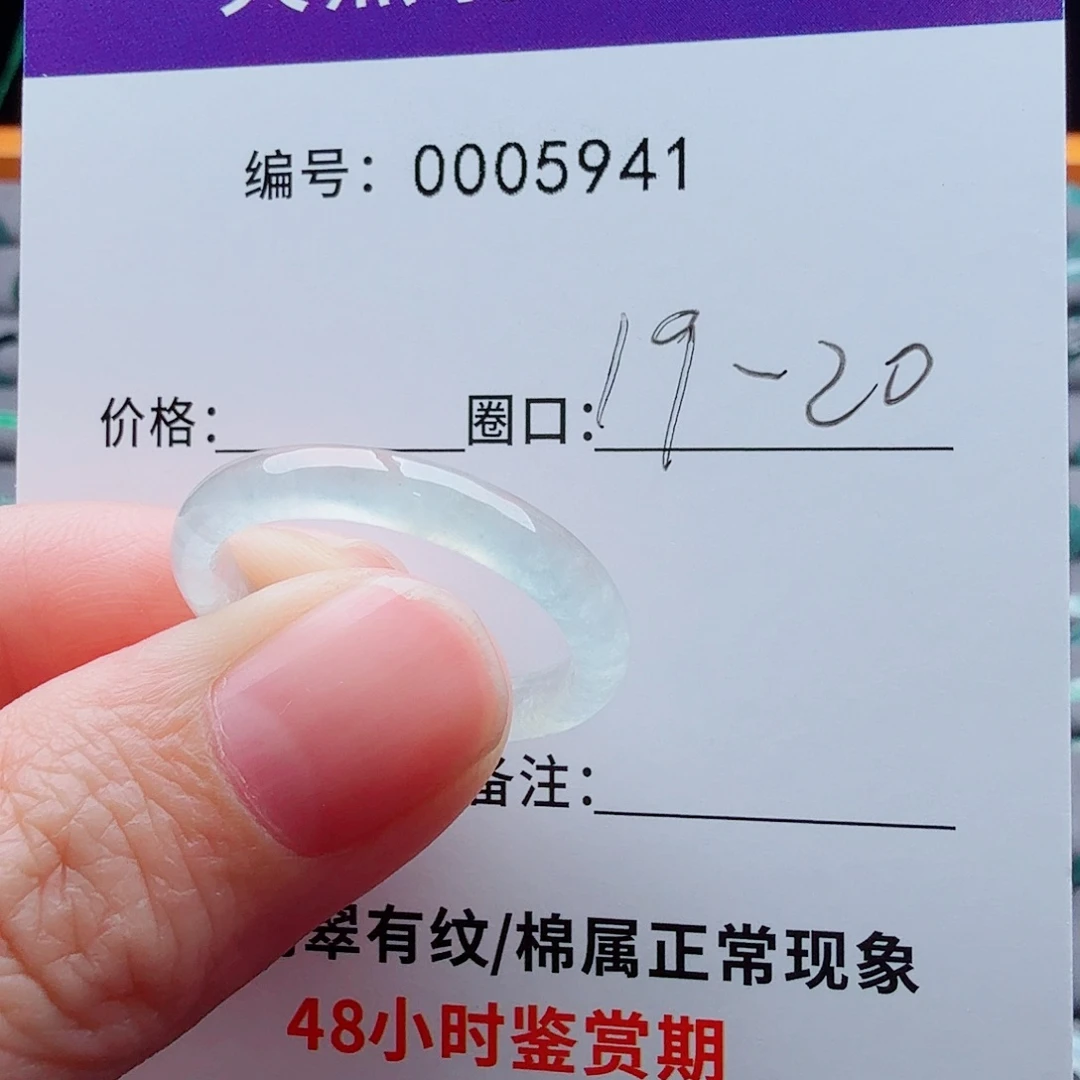 编号：0005941
价格： 圈口：19-20
备注：
翠有纹/棉属正常现象
48小时鉴赏期